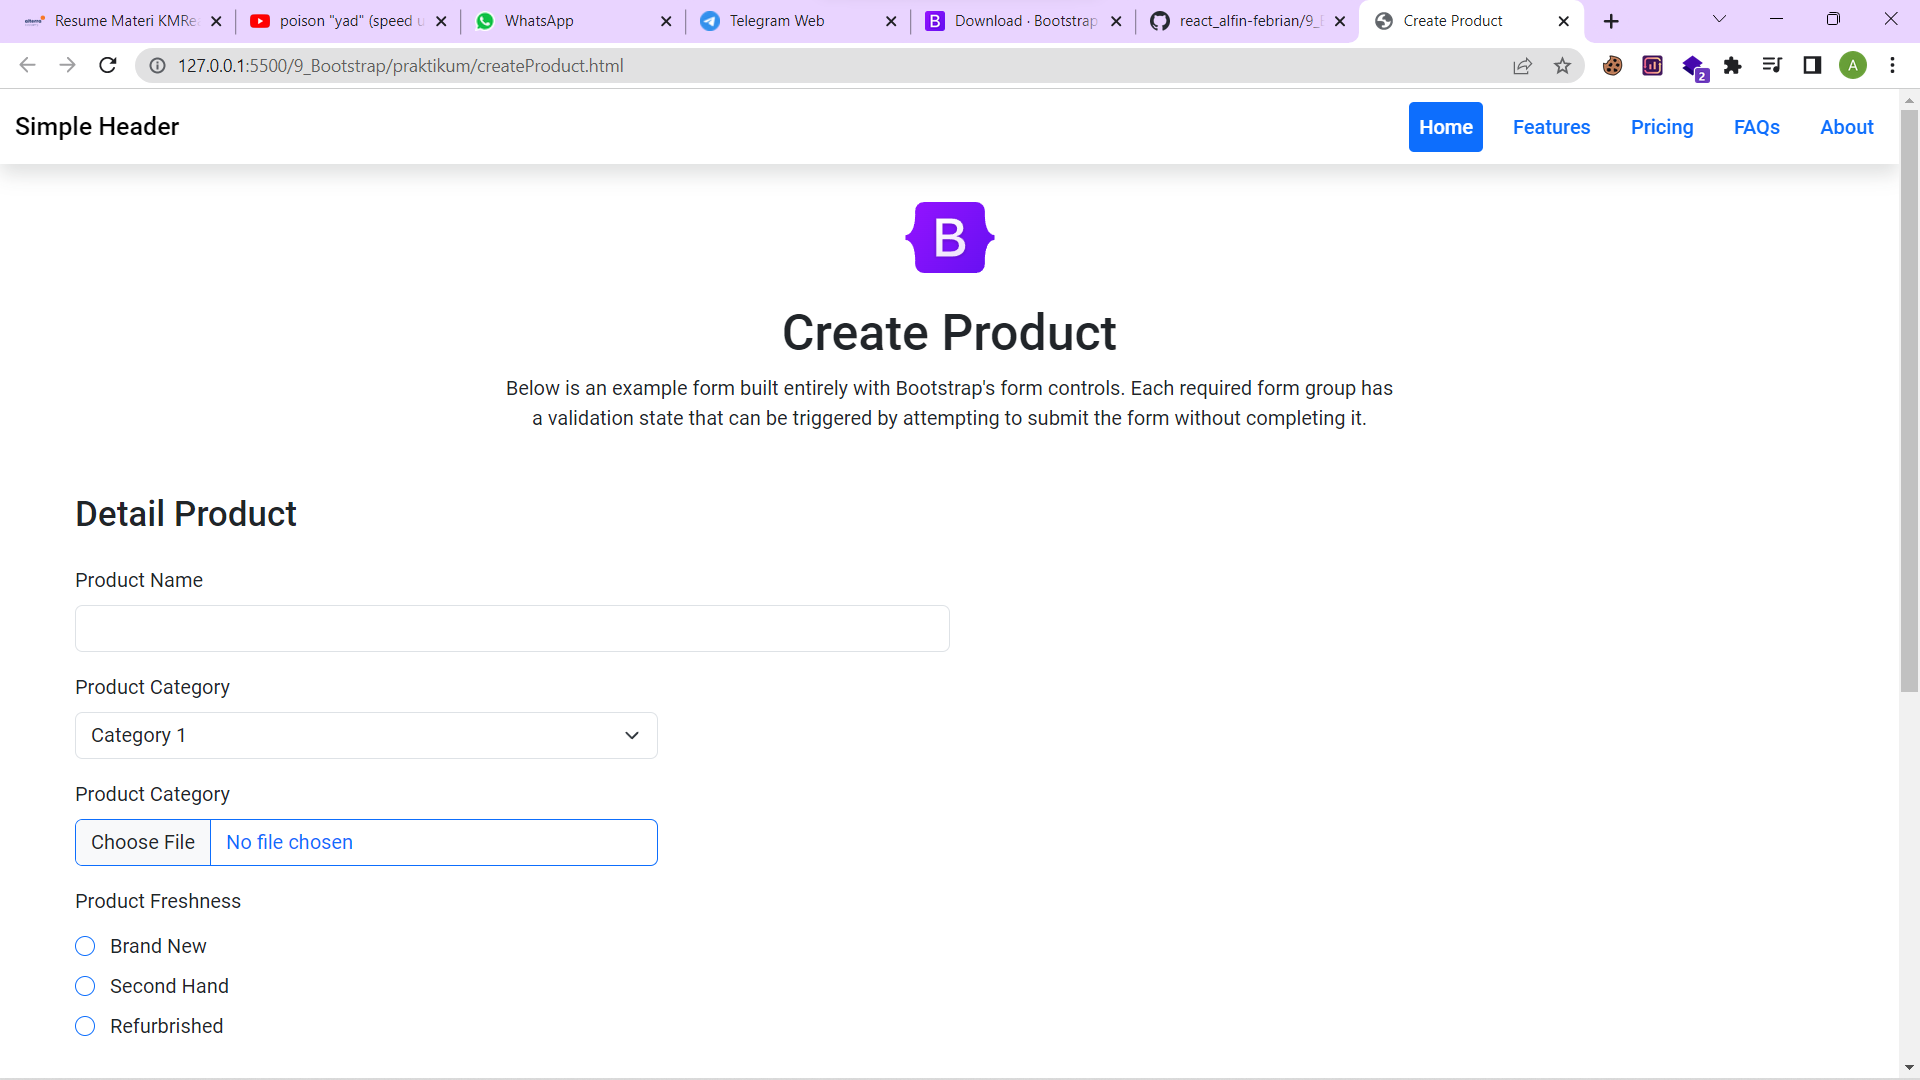 Resume Materi KMRe
poison "yad" (speed u
WhatsApp
Telegram Web
Download · Bootstrap
react_alfin-febrian/9_B
Create Product
127.0.0.1:5500/9_Bootstrap/praktikum/createProduct.html
2
A
Simple Header
Home
Features
Pricing
FAQs
About
B
Create Product
Below is an example form built entirely with Bootstrap's form controls. Each required form group has
a validation state that can be triggered by attempting to submit the form without completing it.
Detail Product
Product Name
Product Category
Category 1
Product Category
Choose File
No file chosen
Product Freshness
Brand New
Second Hand
Refurbrished